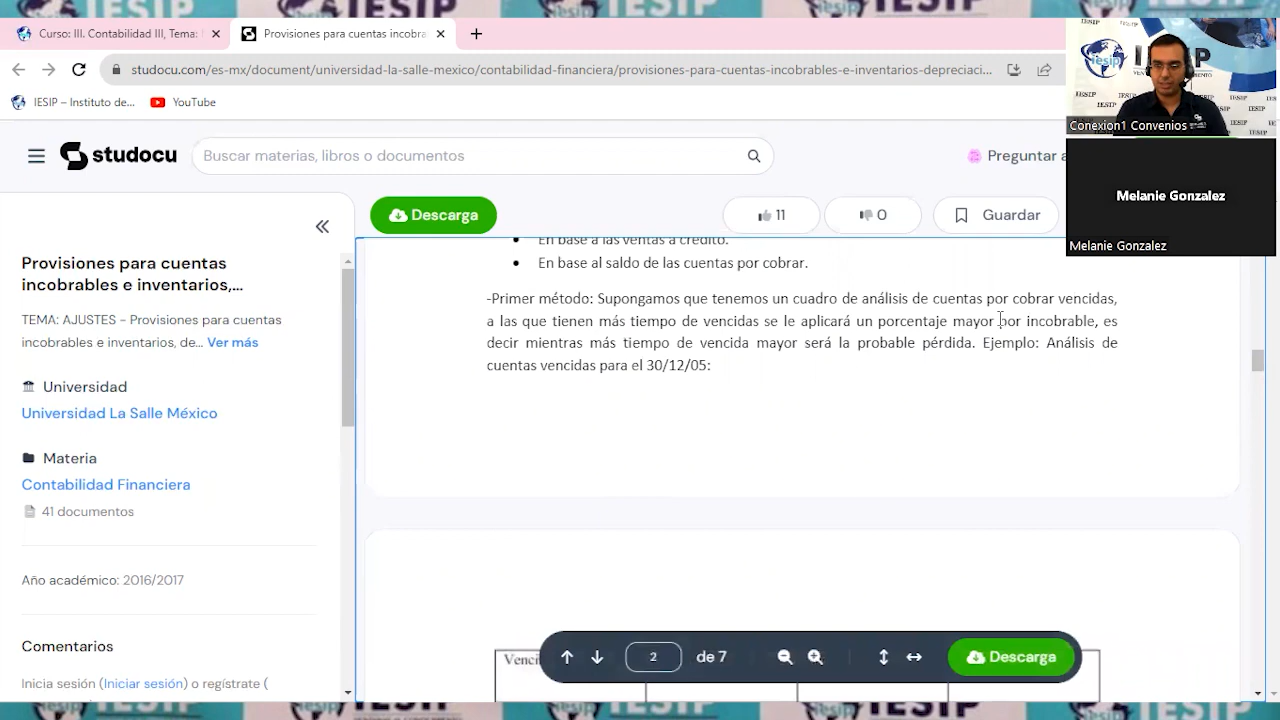 Curso: III. Contabilidad III, Tema:
Provisiones para cuentas incobra
studocu.com/es-mx/document/universidad-la-salle-me
bilidad-financiera/provisiones-para-cuentas-incobrables-e-inventarios-depreciaci...
IESIP – Instituto de...
YouTube
studocu
Buscar materias, libros o documentos
Preguntar a
Descarga
11
0
Guardar
Provisiones para cuentas
incobrables e inventarios,...
TEMA: AJUSTES – Provisiones para cuentas
incobrables e inventarios, de... Ver más
Universidad
Universidad La Salle México
Materia
Contabilidad Financiera
41 documentos
Año académico: 2016/2017
Comentarios
Inicia sesión (Iniciar sesión) o regístrate (
En base a las ventas a crédito.
En base al saldo de las cuentas por cobrar.
-Primer método: Supongamos que tenemos un cuadro de análisis de cuentas por cobrar vencidas,
a las que tienen más tiempo de vencidas se le aplicará un porcentaje mayor por incobrable, es
decir mientras más tiempo de vencida mayor será la probable pérdida. Ejemplo: Análisis de
cuentas vencidas para el 30/12/05:
Venci
2
de 7
Descarga
iesip
IESIP
IESIP
IESIP
Conexion1 Convenios
Melanie Gonzalez
Melanie Gonzalez